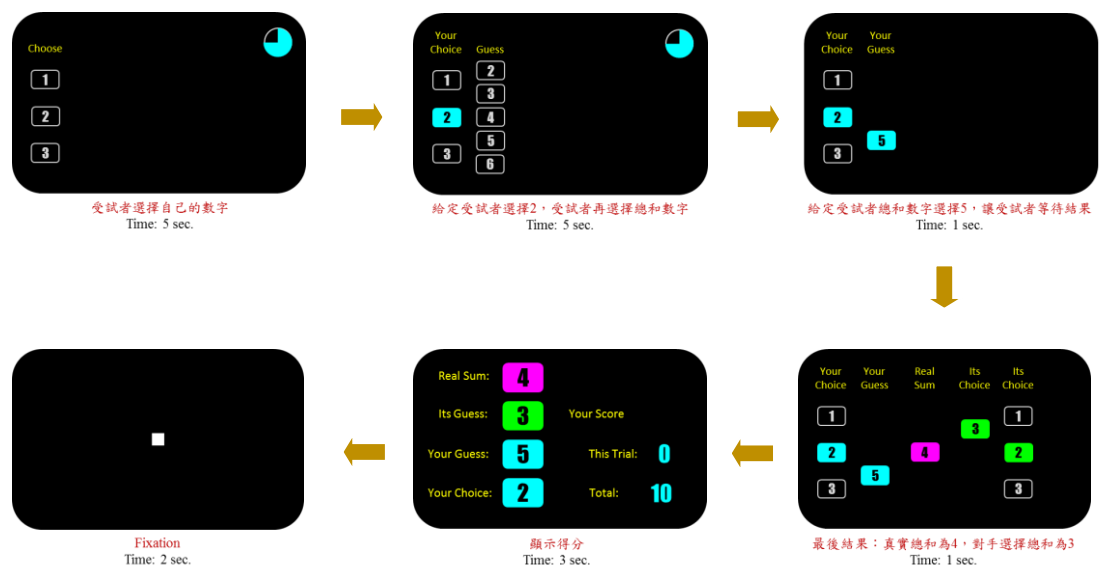 Choose
1
2
3
受試者選擇自己的數字
Time: 5 sec.
Your Choice
Guess
1
2
3
2
3
4
5
6
給定受試者選擇2，受試者再選擇總和數字
Time: 5 sec.
Your Choice
Your Guess
1
2
3
5
給定受試者總和數字選擇5，讓受試者等待結果
Time: 1 sec.
Your Choice
Your Guess
Real Sum
Its Choice
Its Choice
1
2
3
5
4
3
1
2
3
最後結果：真實總和為4，對手選擇總和為3
Time: 1 sec.
Real Sum: 4
Its Guess: 3
Your Score
Your Guess: 5
This Trial: 0
Your Choice: 2
Total: 10
顯示得分
Time: 3 sec.
Fixation
Time: 2 sec.